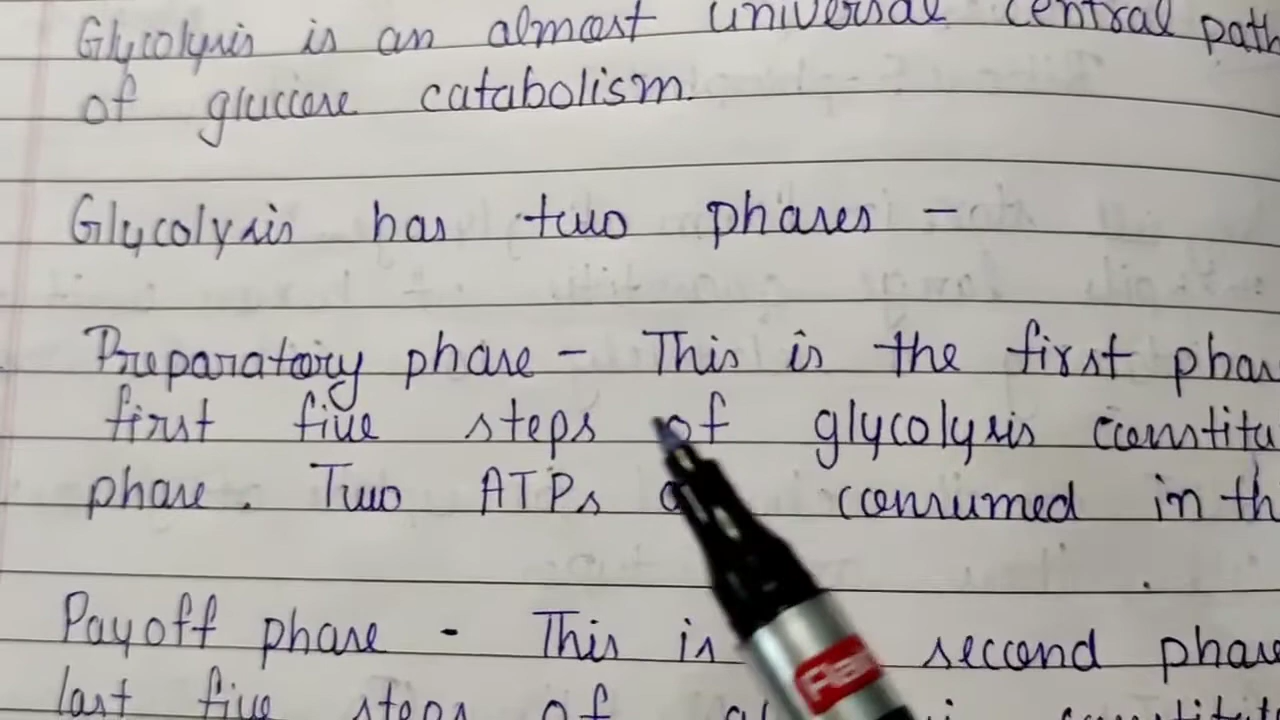 Glycolysis is an almost universal central path
of glucose catabolism.
Glycolysis has two phases -
Preparatory phase - This is the first phas
first five steps of glycolysis constitu
phase. Two ATPs consumed in th
Payoff phase - This is second phase
last five steps of
Flair